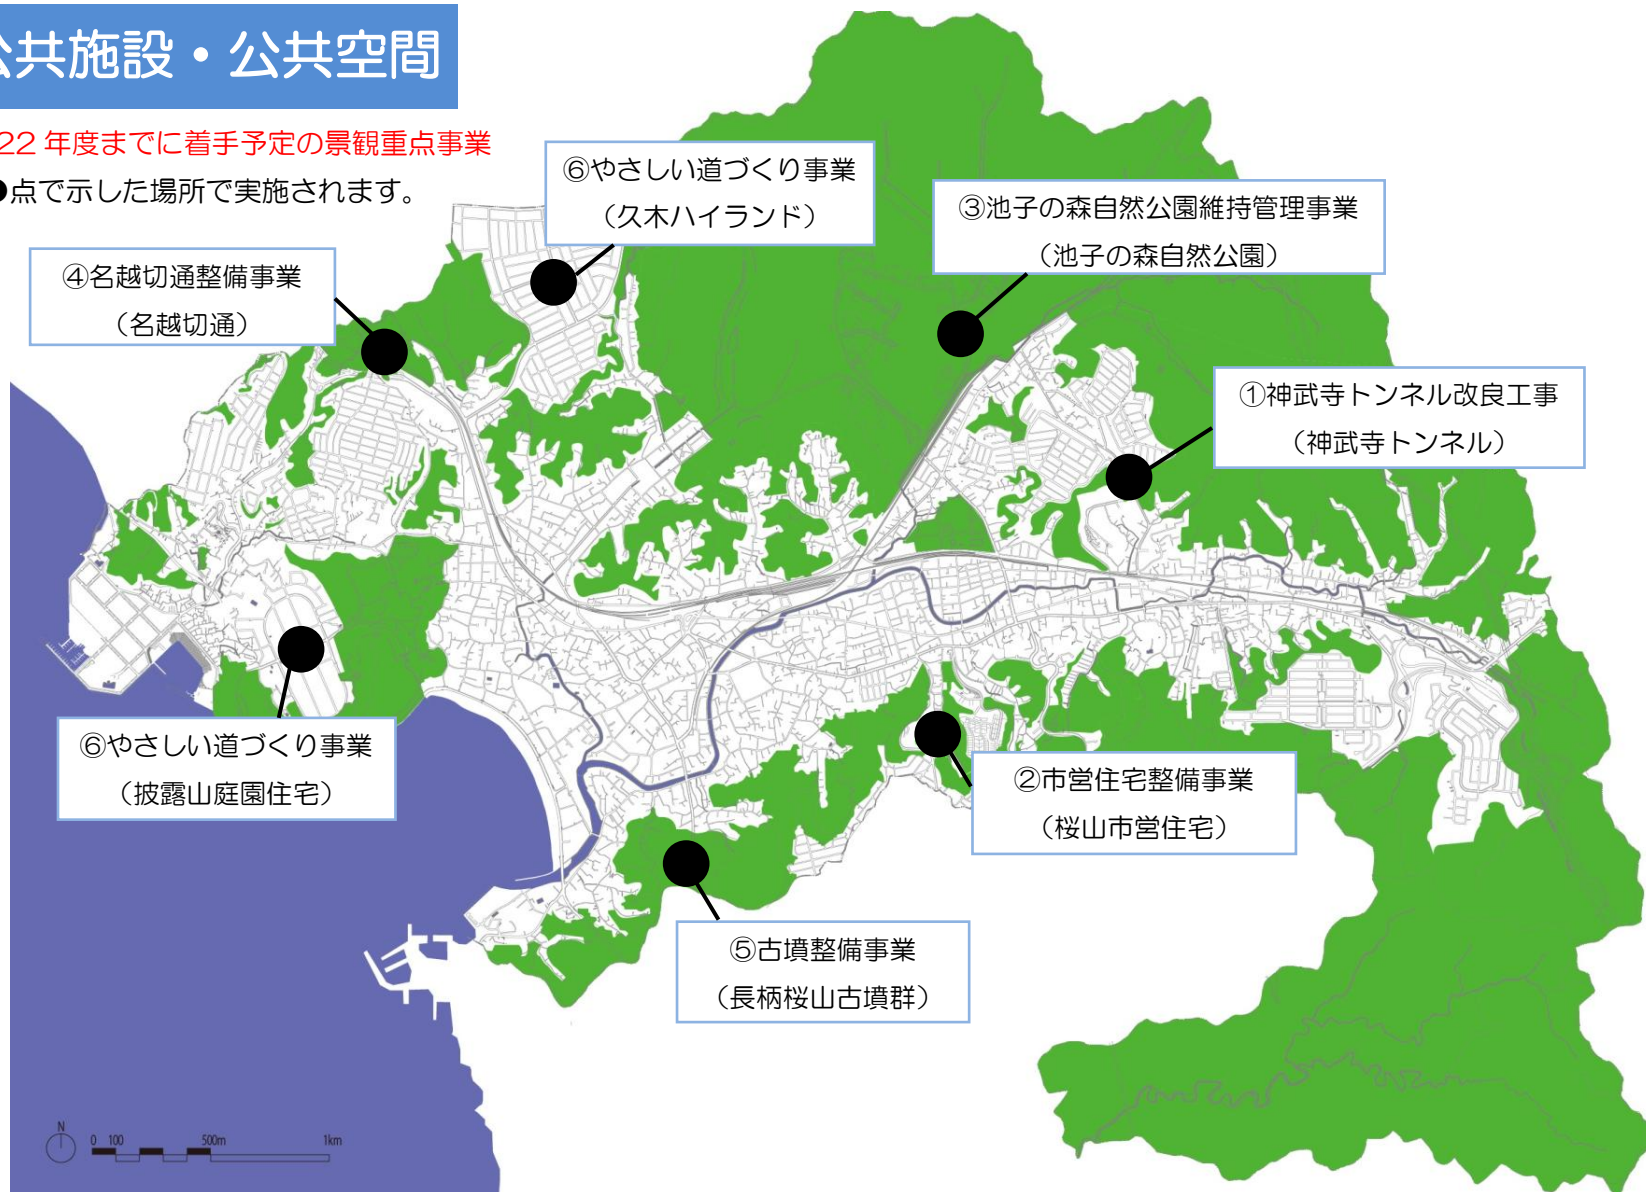 公共施設・公共空間
22年度までに着手予定の景観重点事業
●点で示した場所で実施されます。
⑥やさしい道づくり事業
（久木ハイランド）
③池子の森自然公園維持管理事業
（池子の森自然公園）
④名越切通整備事業
（名越切通）
①神武寺トンネル改良工事
（神武寺トンネル）
⑥やさしい道づくり事業
（披露山庭園住宅）
②市営住宅整備事業
（桜山市営住宅）
⑤古墳整備事業
（長柄桜山古墳群）
N
0 100 500m 1km